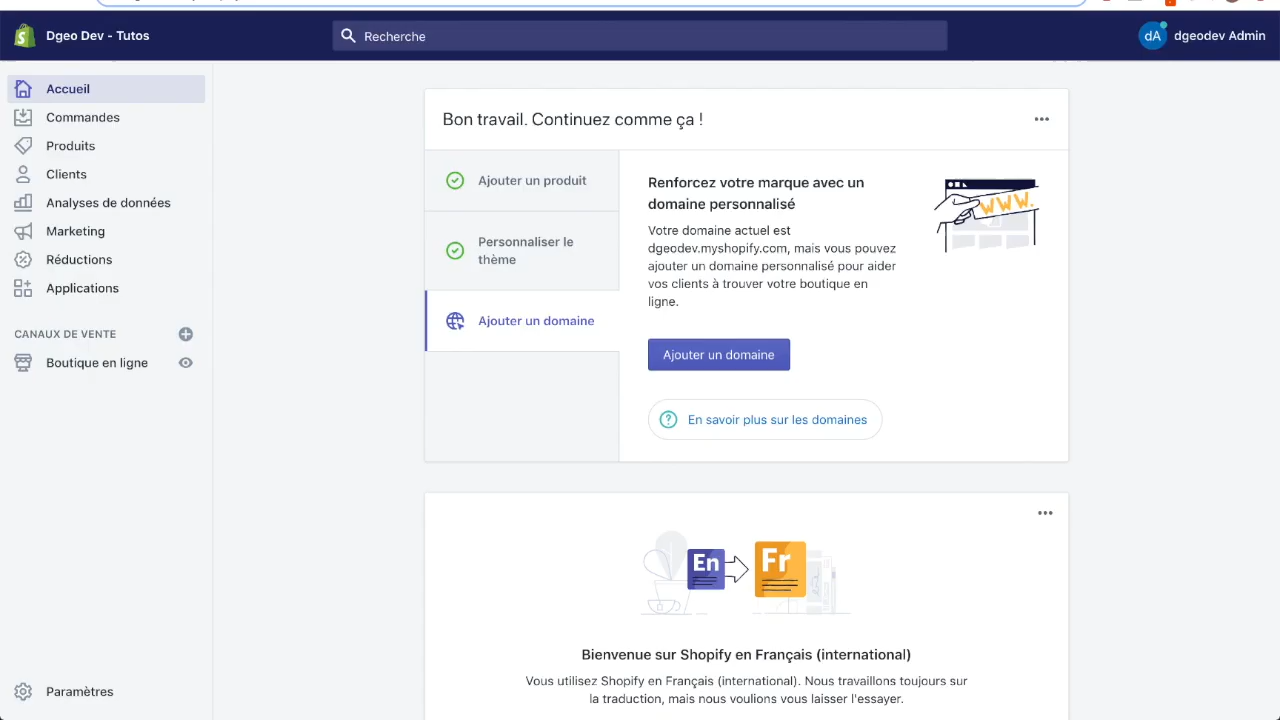 Dgeo Dev - Tutos
Recherche
dA
dgeodev Admin
Accueil
Commandes
Produits
Clients
Analyses de données
Marketing
Réductions
Applications
CANAUX DE VENTE
Boutique en ligne
Paramètres
Bon travail. Continuez comme ça !
Ajouter un produit
Personnaliser le
thème
Ajouter un domaine
Renforcez votre marque avec un
domaine personnalisé
Votre domaine actuel est
dgeodev.myshopify.com, mais vous pouvez
ajouter un domaine personnalisé pour aider
vos clients à trouver votre boutique en
ligne.
Ajouter un domaine
En savoir plus sur les domaines
www.
En
Fr
Bienvenue sur Shopify en Français (international)
Vous utilisez Shopify en Français (international). Nous travaillons toujours sur
la traduction, mais nous voulions vous laisser l'essayer.